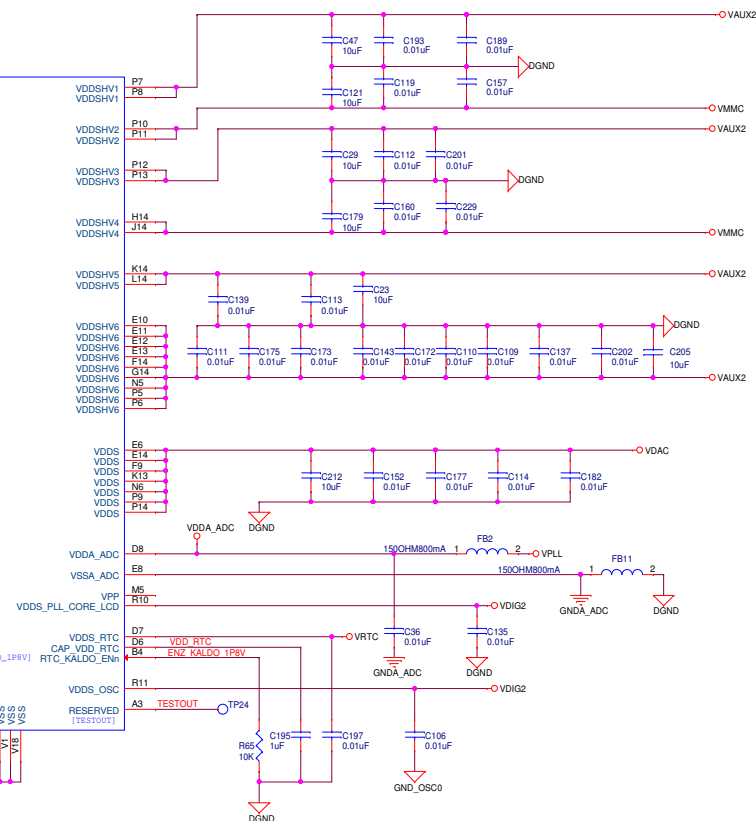 VAUX2
C47
10uF
C193
0.01uF
C189
0.01uF
DGND
P7
VDDSHV1
P8
VDDSHV1
C121
10uF
C119
0.01uF
C157
0.01uF
VMMC
P10
VDDSHV2
P11
VDDSHV2
VAUX2
C29
10uF
C112
0.01uF
C201
0.01uF
P12
VDDSHV3
P13
VDDSHV3
DGND
C179
10uF
C160
0.01uF
C229
0.01uF
H14
VDDSHV4
J14
VDDSHV4
VMMC
K14
VDDSHV5
L14
VDDSHV5
VAUX2
C139
0.01uF
C113
0.01uF
C23
10uF
E10
VDDSHV6
E11
VDDSHV6
E12
VDDSHV6
E13
VDDSHV6
F14
VDDSHV6
G14
VDDSHV6
N5
VDDSHV6
P5
VDDSHV6
P6
VDDSHV6
DGND
C111
0.01uF
C175
0.01uF
C173
0.01uF
C143
0.01uF
C172
0.01uF
C110
0.01uF
C109
0.01uF
C137
0.01uF
C202
0.01uF
C205
10uF
VAUX2
E6
VDDS
E14
VDDS
F9
VDDS
K13
VDDS
N6
VDDS
P9
VDDS
P14
VDDS
VDAC
C212
10uF
C152
0.01uF
C177
0.01uF
C114
0.01uF
C182
0.01uF
DGND
VDDA_ADC
D8
VDDA_ADC
150OHM800mA
1
FB2
2
VPLL
E8
VSSA_ADC
150OHM800mA
1
FB11
2
GNDA_ADC
DGND
M5
VPP
R10
VDDS_PLL_CORE_LCD
VDIG2
C36
0.01uF
GNDA_ADC
C135
0.01uF
DGND
D7
VDDS_RTC
VRTC
D6
CAP_VDD_RTC
VDD_RTC
B4
RTC_KALDO_ENn
ENZ_KALDO_1P8V
_1P8V]
R11
VDDS_OSC
VDIG2
A3
RESERVED
[TESTOUT]
TESTOUT
TP24
VSS
VSS
VSS
V1
V18
R65
10K
C195
1uF
C197
0.01uF
C106
0.01uF
GND_OSC0
DGND